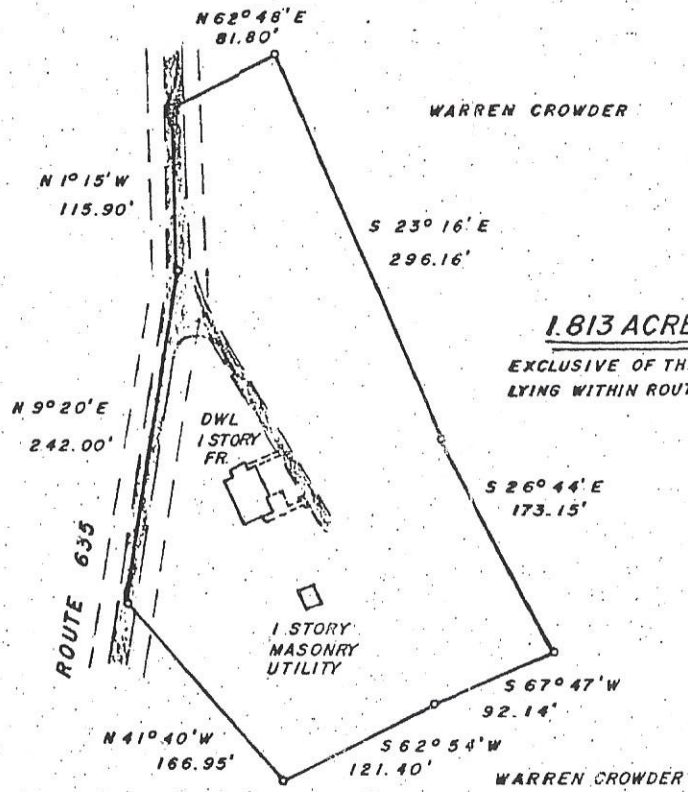 N 62° 48' E
81.80'
WARREN CROWDER
N 1° 15' W
115.90'
S 23° 16' E
296.16'
1.813 ACRE
EXCLUSIVE OF TH
LYING WITHIN ROUT
N 9° 20' E
242.00'
DWL
1 STORY
FR.
S 26° 44' E
173.15'
ROUTE 635
1 STORY
MASONRY
UTILITY
S 67° 47' W
92.14'
N 41° 40' W
166.95'
S 62° 54' W
121.40'
WARREN CROWDER